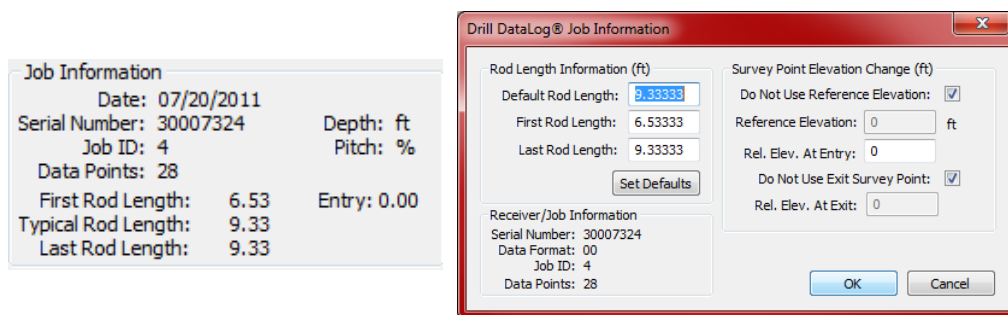 Job Information
Date: 07/20/2011
Serial Number: 30007324 Depth: ft
Job ID: 4 Pitch: %
Data Points: 28
First Rod Length: 6.53 Entry: 0.00
Typical Rod Length: 9.33
Last Rod Length: 9.33
Drill DataLog® Job Information
Rod Length Information (ft)
Default Rod Length: 9.33333
First Rod Length: 6.53333
Last Rod Length: 9.33333
Set Defaults
Receiver/Job Information
Serial Number: 30007324
Data Format: 00
Job ID: 4
Data Points: 28
Survey Point Elevation Change (ft)
Do Not Use Reference Elevation:
Reference Elevation: 0 ft
Rel. Elev. At Entry: 0
Do Not Use Exit Survey Point:
Rel. Elev. At Exit: 0
OK Cancel